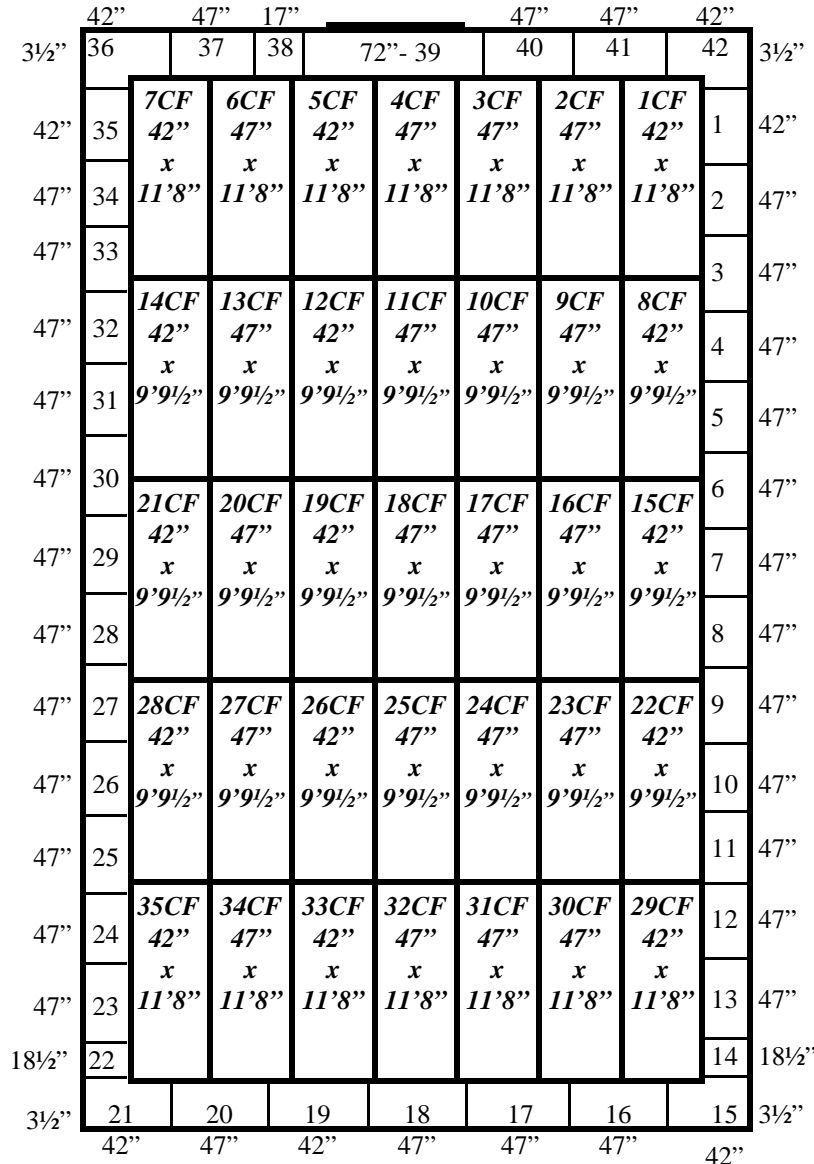 42” 47” 17” 47” 47” 42”
3½” 36 37 38 72”- 39 40 41 42 3½”
7CF 6CF 5CF 4CF 3CF 2CF 1CF
42” 35 42” 47” 42” 47” 47” 47” 42” 1 42”
x x x x x x x
47” 34 11’8” 11’8” 11’8” 11’8” 11’8” 11’8” 11’8” 2 47”
47” 33 3 47”
14CF 13CF 12CF 11CF 10CF 9CF 8CF
47” 32 42” 47” 42” 47” 47” 47” 42” 4 47”
x x x x x x x
47” 31 9’9½” 9’9½” 9’9½” 9’9½” 9’9½” 9’9½” 9’9½” 5 47”
47” 30 6 47”
21CF 20CF 19CF 18CF 17CF 16CF 15CF
42” 47” 42” 47” 47” 47” 42”
47” 29 x x x x x x x 7 47”
9’9½” 9’9½” 9’9½” 9’9½” 9’9½” 9’9½” 9’9½”
47” 28 8 47”
47” 27 28CF 27CF 26CF 25CF 24CF 23CF 22CF 9 47”
42” 47” 42” 47” 47” 47” 42”
x x x x x x x
47” 26 9’9½” 9’9½” 9’9½” 9’9½” 9’9½” 9’9½” 9’9½” 10 47”
47” 25 11 47”
35CF 34CF 33CF 32CF 31CF 30CF 29CF
47” 24 42” 47” 42” 47” 47” 47” 42” 12 47”
x x x x x x x
47” 23 11’8” 11’8” 11’8” 11’8” 11’8” 11’8” 11’8” 13 47”
18½” 22 14 18½”
3½” 21 20 19 18 17 16 15 3½”
42” 47” 42” 47” 47” 47” 42”